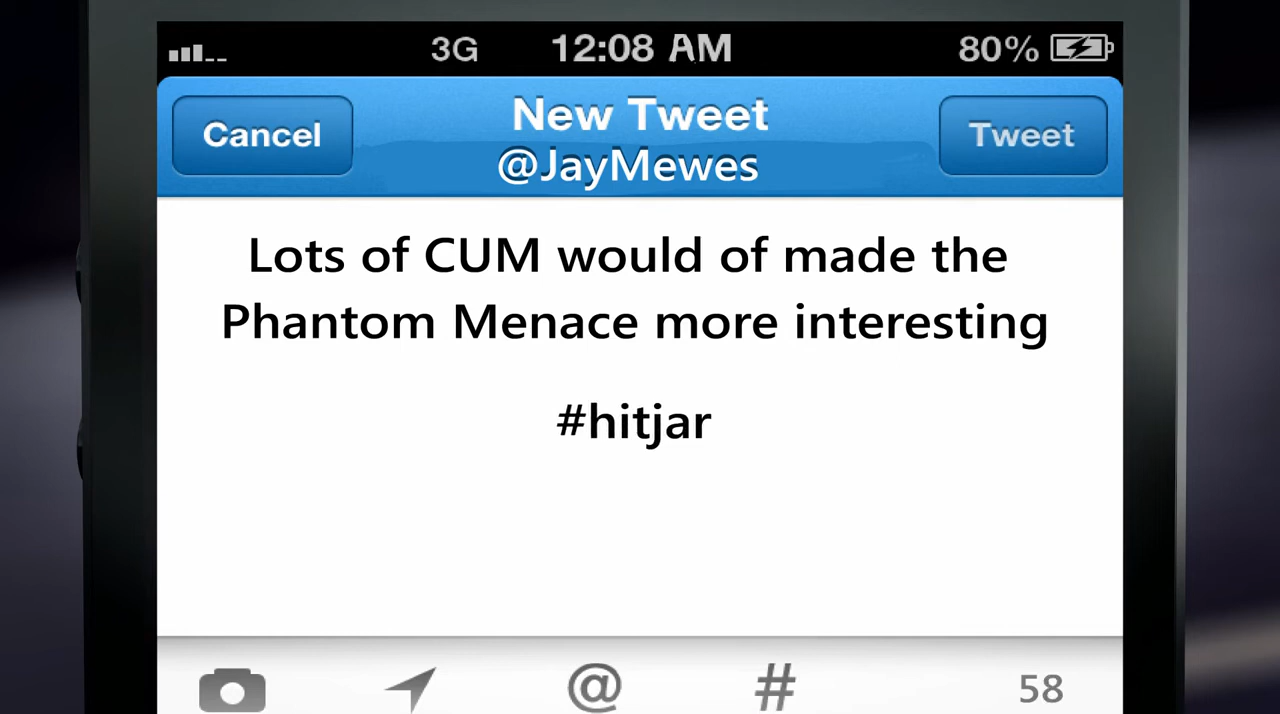 3G 12:08 AM 80%
Cancel New Tweet Tweet
@JayMewes
Lots of CUM would of made the
Phantom Menace more interesting
#hitjar
@ # 58